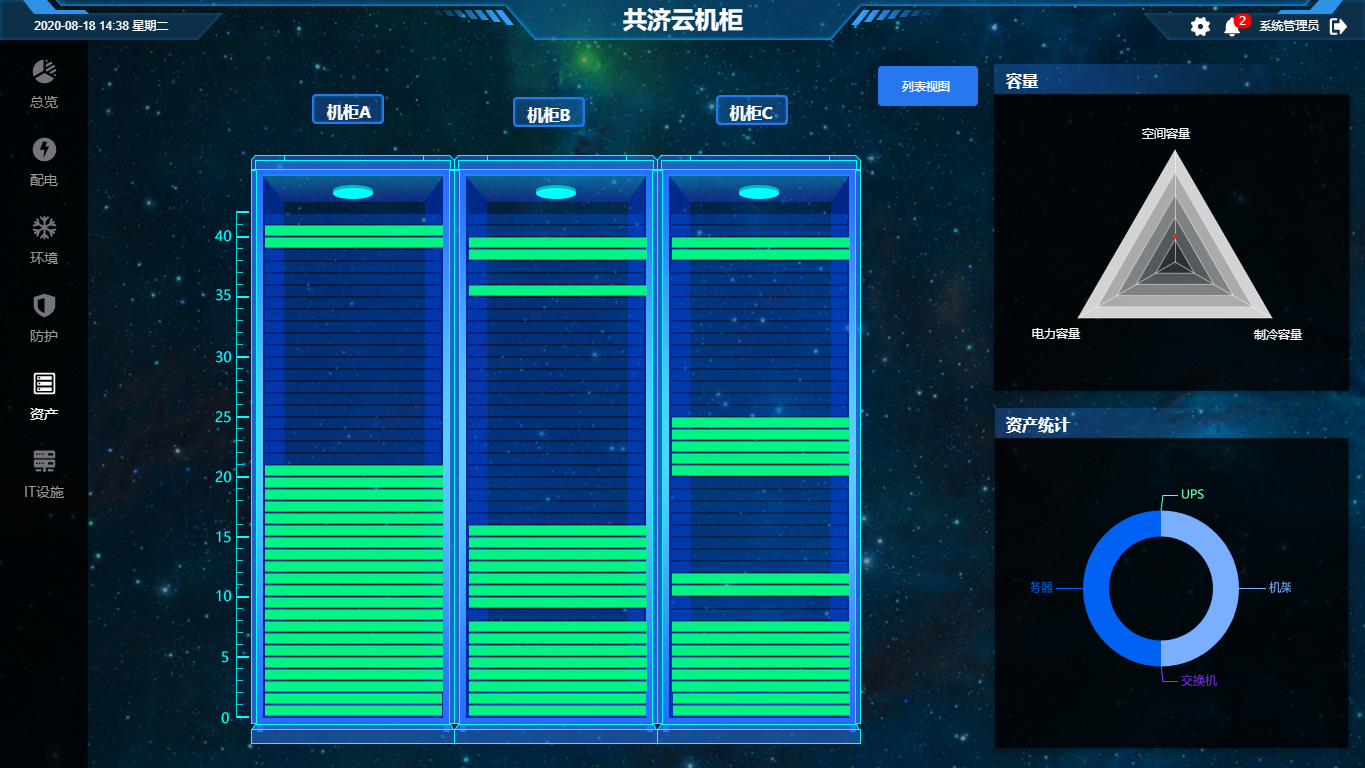 2020-08-18 14:38 星期二
共济云机柜
2
系统管理员
总览
配电
环境
防护
资产
IT设施
机柜A
机柜B
机柜C
列表视图
40
35
30
25
20
15
10
5
0
容量
空间容量
电力容量
制冷容量
资产统计
UPS
务器
机架
交换机